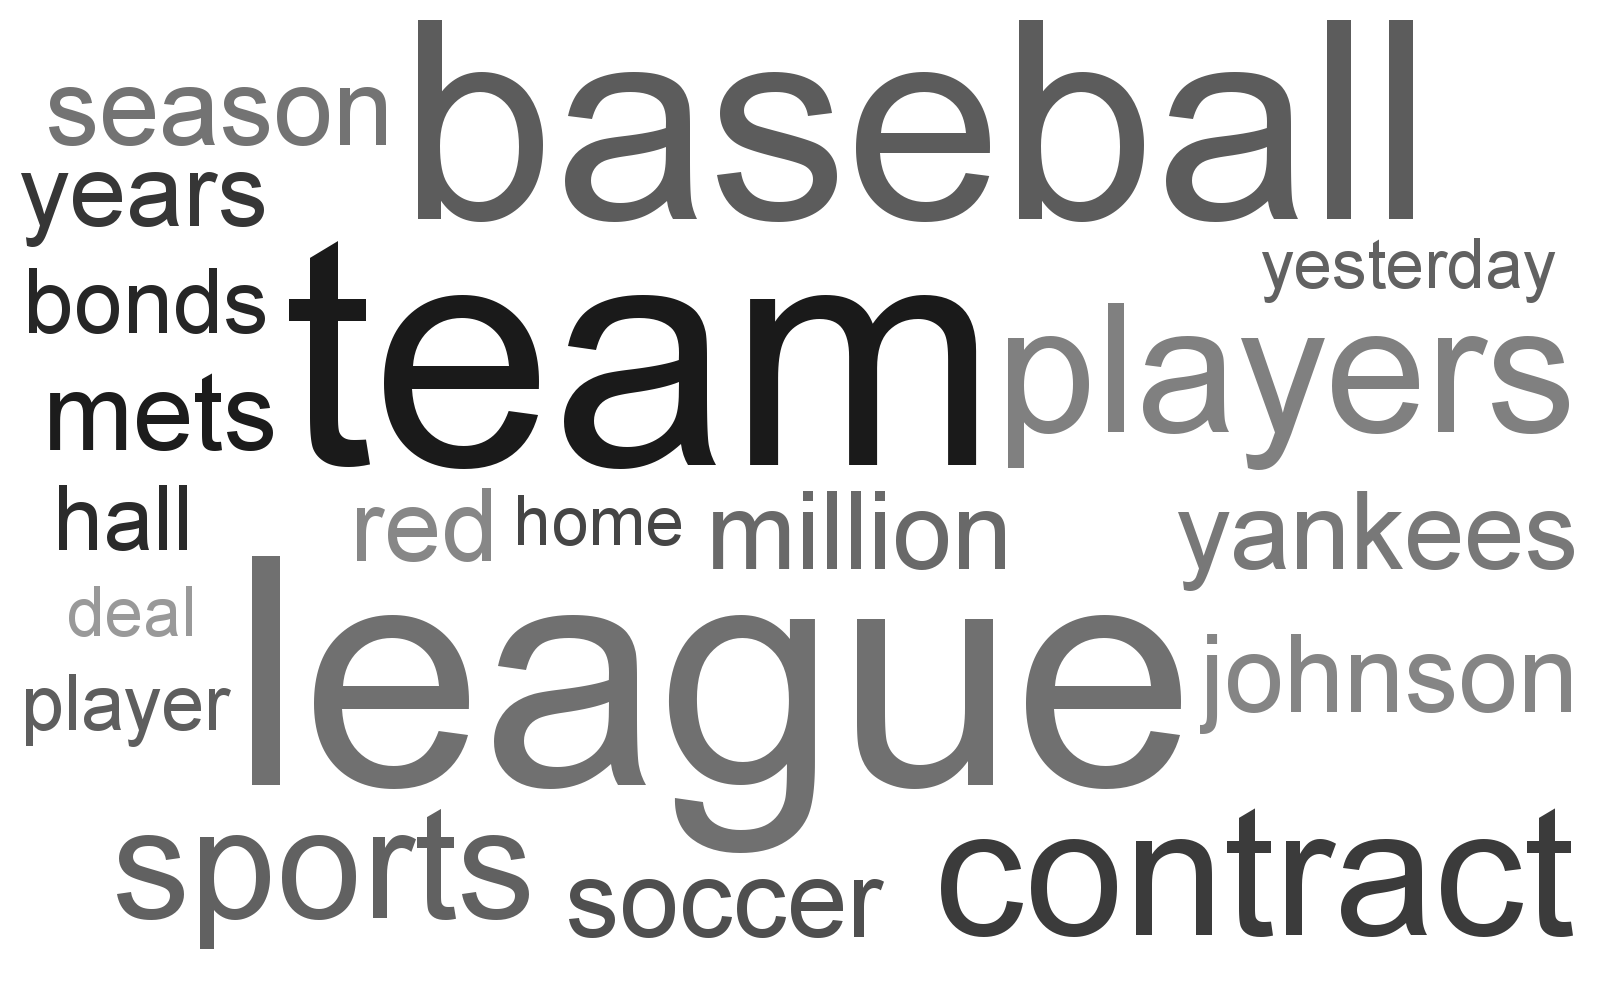 baseball
season
years
yesterday
bonds
team
players
mets
hall
red
home
million
yankees
deal
league
johnson
player
sports
soccer
contract